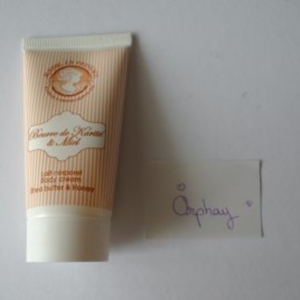 Beurre de Karité
& Miel
Lait corporel
Body cream
Shea butter & Honey
Orphay